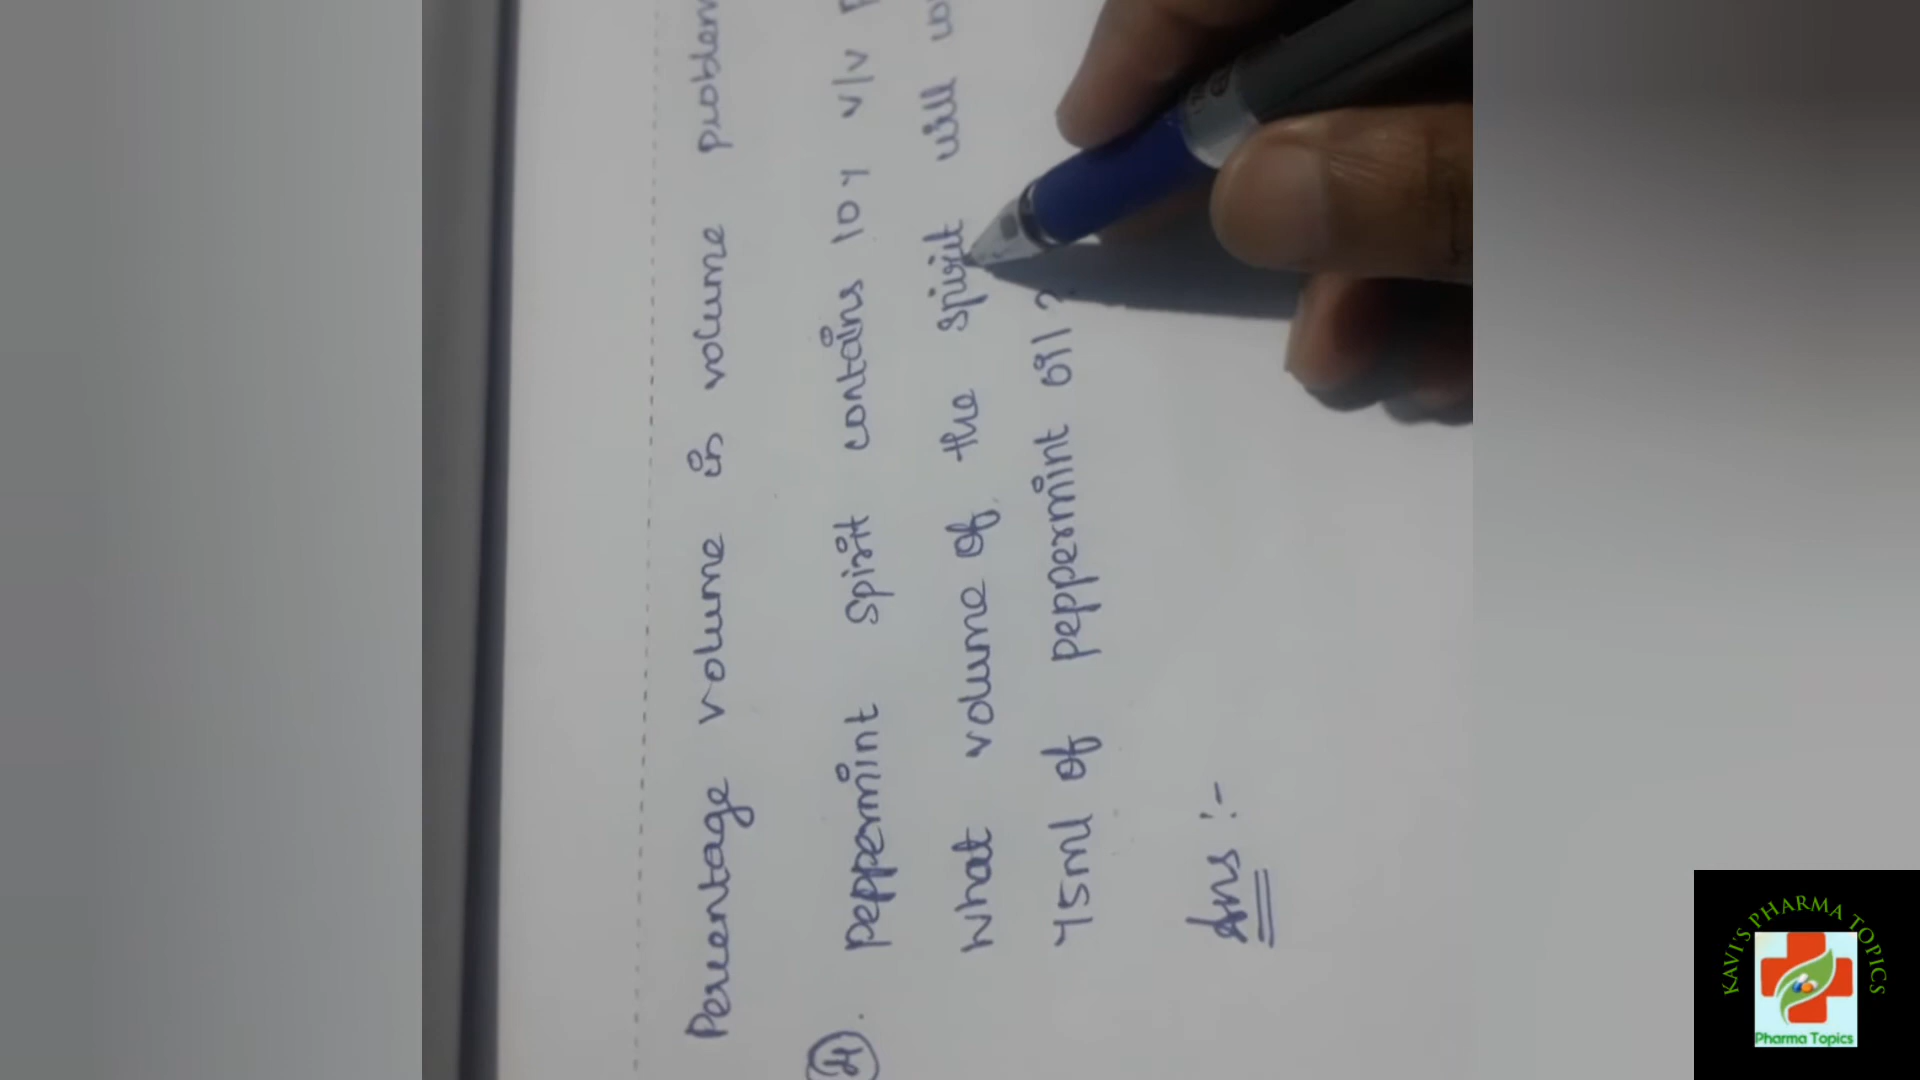 Percentage volume in volume problem
4). peppermint spirit contains 10% v/v
What volume of the spirit will
75ml of peppermint oil?
Ans :-
KAVI'S PHARMA TOPICS
Pharma Topics